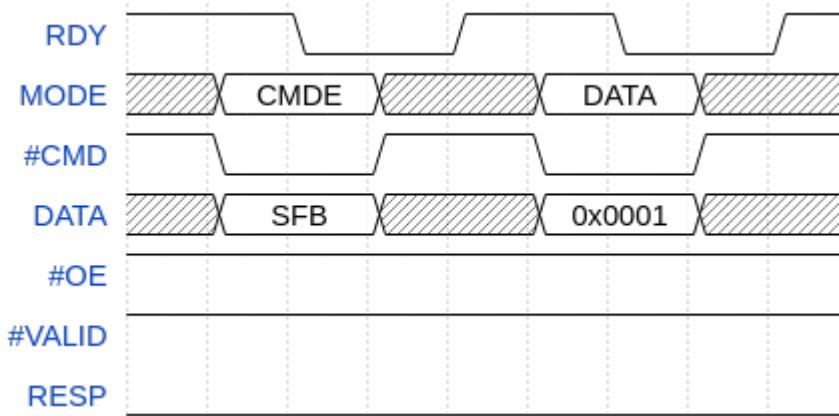 RDY
MODE CMDE DATA
#CMD
DATA SFB 0x0001
#OE
#VALID
RESP